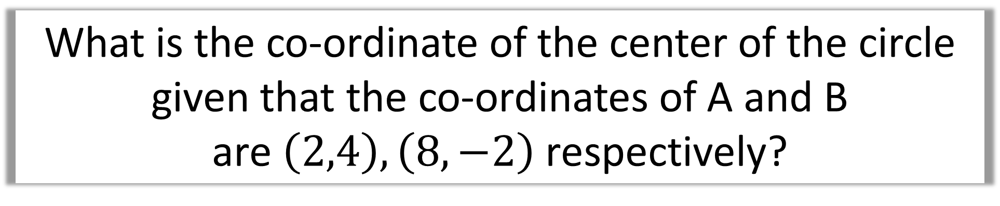 What is the co-ordinate of the center of the circle
given that the co-ordinates of A and B
are (2,4), (8, −2) respectively?